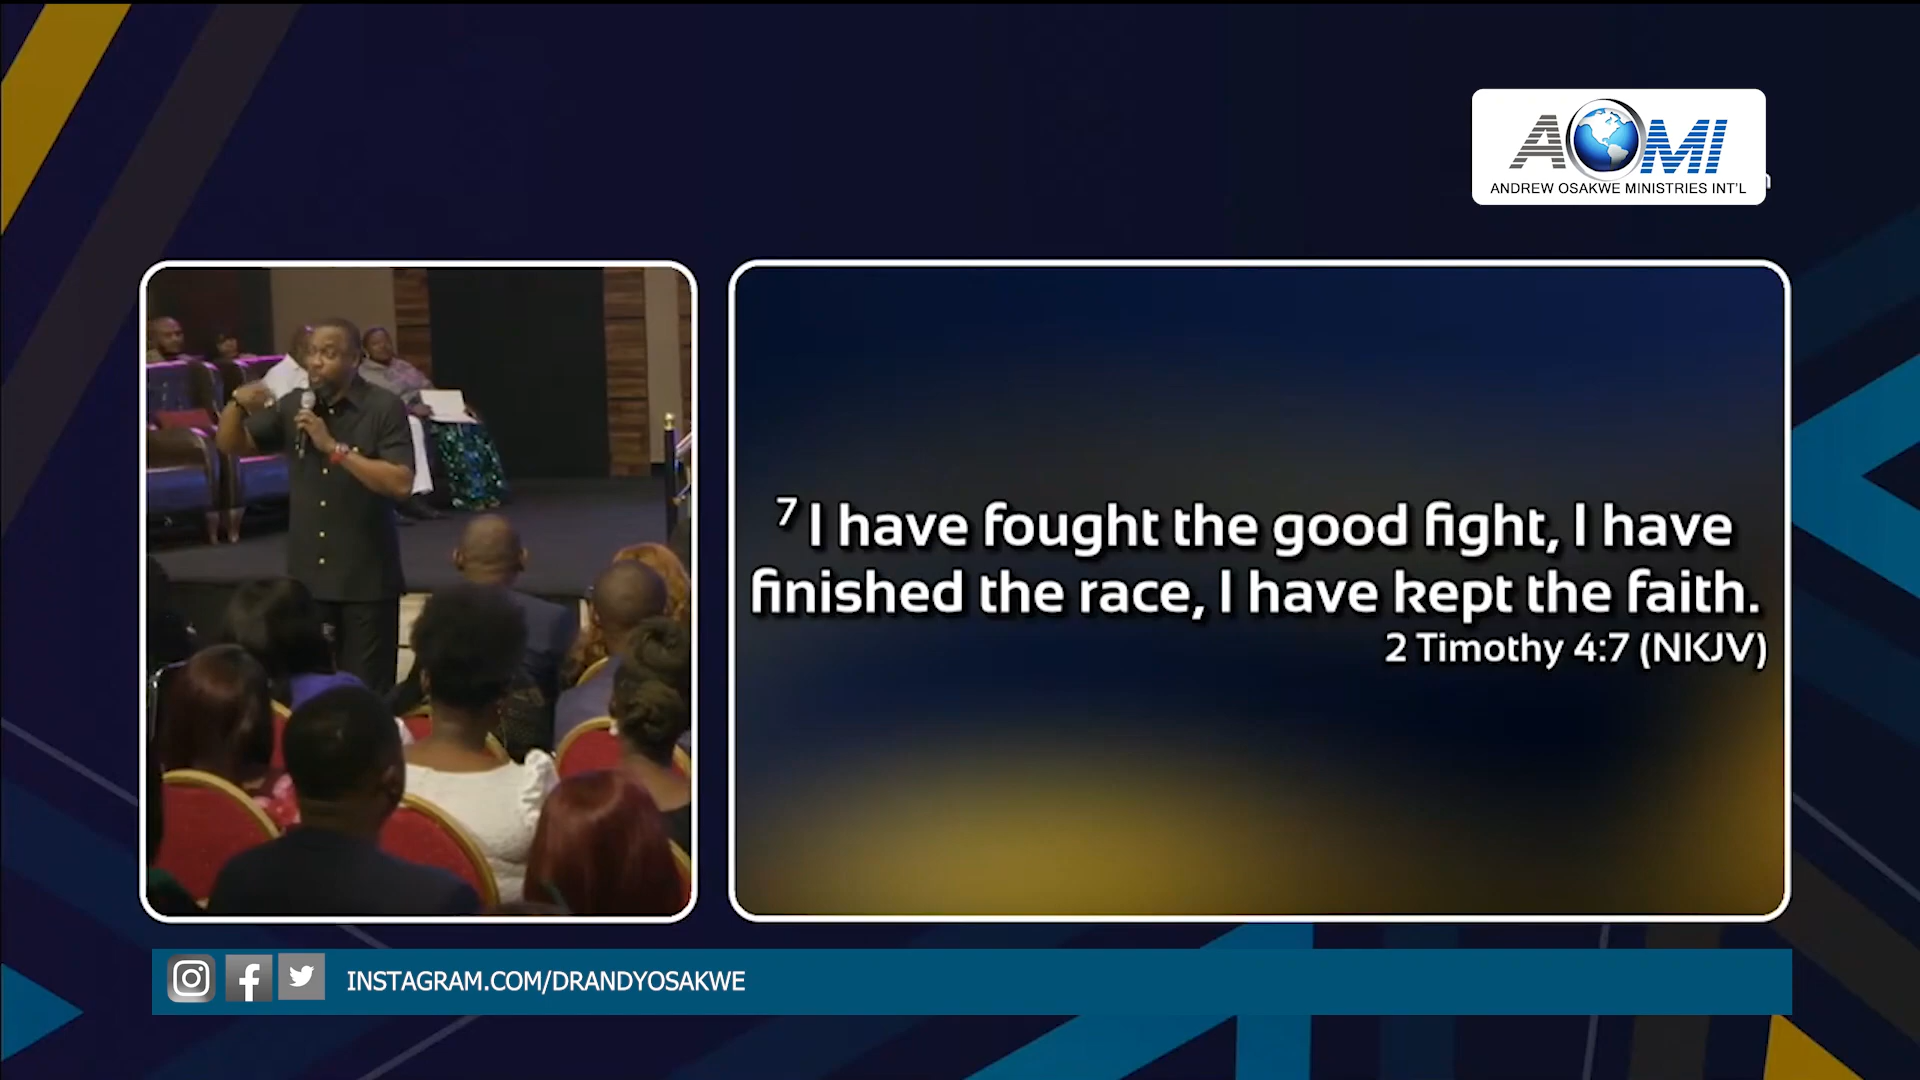 AOMI
ANDREW OSAKWE MINISTRIES INT'L
7 I have fought the good fight, I have
finished the race, I have kept the faith.
2 Timothy 4:7 (NKJV)
INSTAGRAM.COM/DRANDYOSAKWE